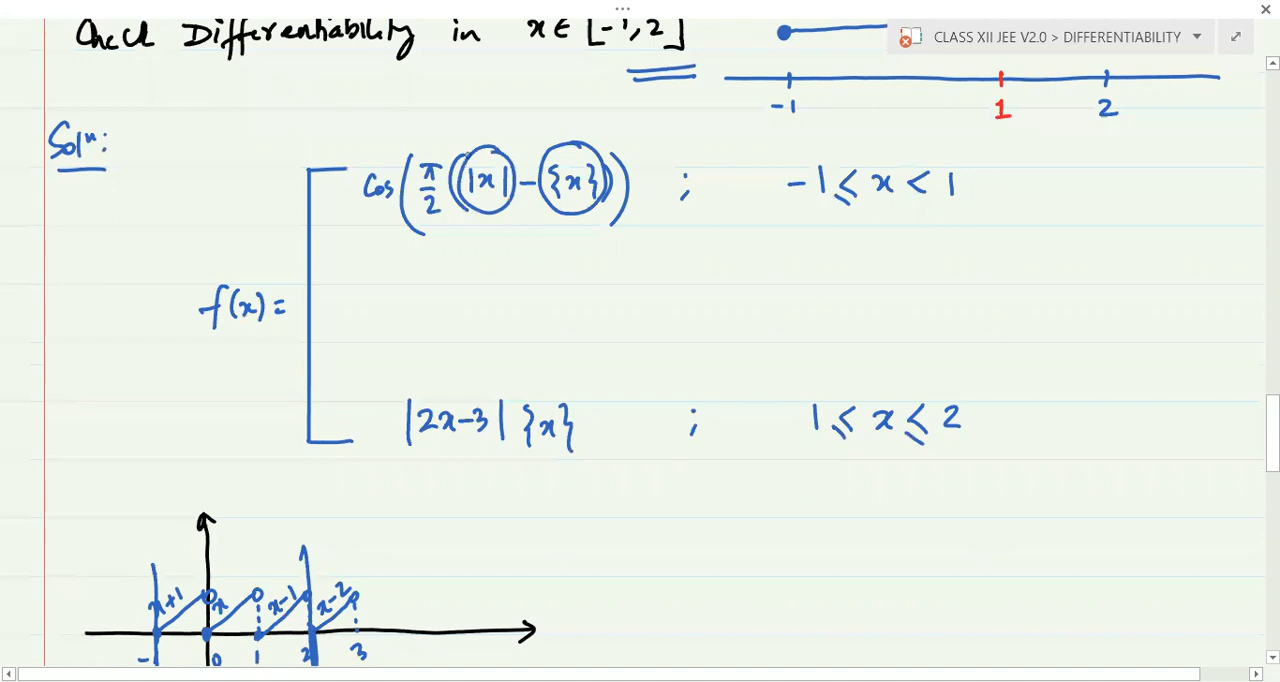 Check Differentiability in x ∈ [-1, 2]
CLASS XII JEE V2.0 > DIFFERENTIABILITY
-1 1 2
Solⁿ:
cos(π/2(|x| - {x})) ; -1 ≤ x < 1
f(x) =
|2x-3| {x} ; 1 ≤ x ≤ 2
x+1 x x-1 x-2
- 0 1 2 3